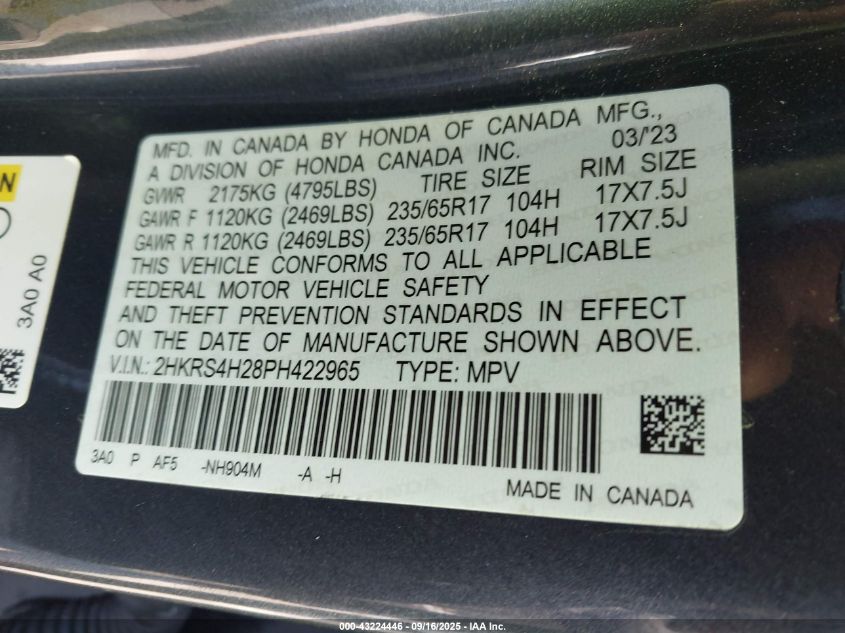 MFD. IN CANADA BY HONDA OF CANADA MFG.,
A DIVISION OF HONDA CANADA INC. 03/'23
GVWR 2175KG (4795LBS) TIRE SIZE RIM SIZE
GAWR F 1120KG (2469LBS) 235/65R17 104H 17X7.5J
GAWR R 1120KG (2469LBS) 235/65R17 104H 17X7.5J
THIS VEHICLE CONFORMS TO ALL APPLICABLE
FEDERAL MOTOR VEHICLE SAFETY
AND THEFT PREVENTION STANDARDS IN EFFECT
ON THE DATE OF MANUFACTURE SHOWN ABOVE.
V.I.N.: 2HKRS4H28PH422965 TYPE: MPV
3A0 P AF5 -NH904M -A -H
MADE IN CANADA
3A0 A0
000-43224446 - 09/16/2025 - IAA Inc.